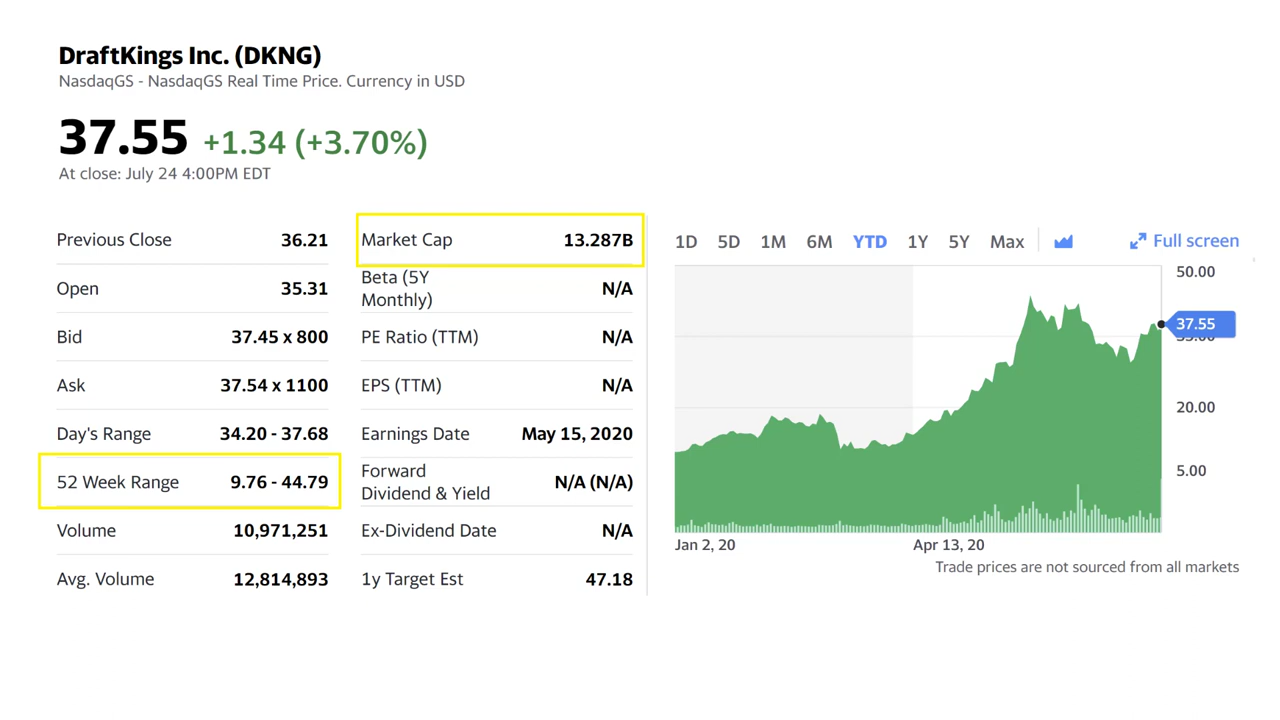 DraftKings Inc. (DKNG)
NasdaqGS - NasdaqGS Real Time Price. Currency in USD
37.55 +1.34 (+3.70%)
At close: July 24 4:00PM EDT
Previous Close 36.21
Open 35.31
Bid 37.45 x 800
Ask 37.54 x 1100
Day's Range 34.20 - 37.68
52 Week Range 9.76 - 44.79
Volume 10,971,251
Avg. Volume 12,814,893
Market Cap 13.287B
Beta (5Y
Monthly) N/A
PE Ratio (TTM) N/A
EPS (TTM) N/A
Earnings Date May 15, 2020
Forward
Dividend & Yield N/A (N/A)
Ex-Dividend Date N/A
1y Target Est 47.18
1D 5D 1M 6M YTD 1Y 5Y Max Full screen
50.00
37.55
35.00
20.00
5.00
Jan 2, 20 Apr 13, 20
Trade prices are not sourced from all markets